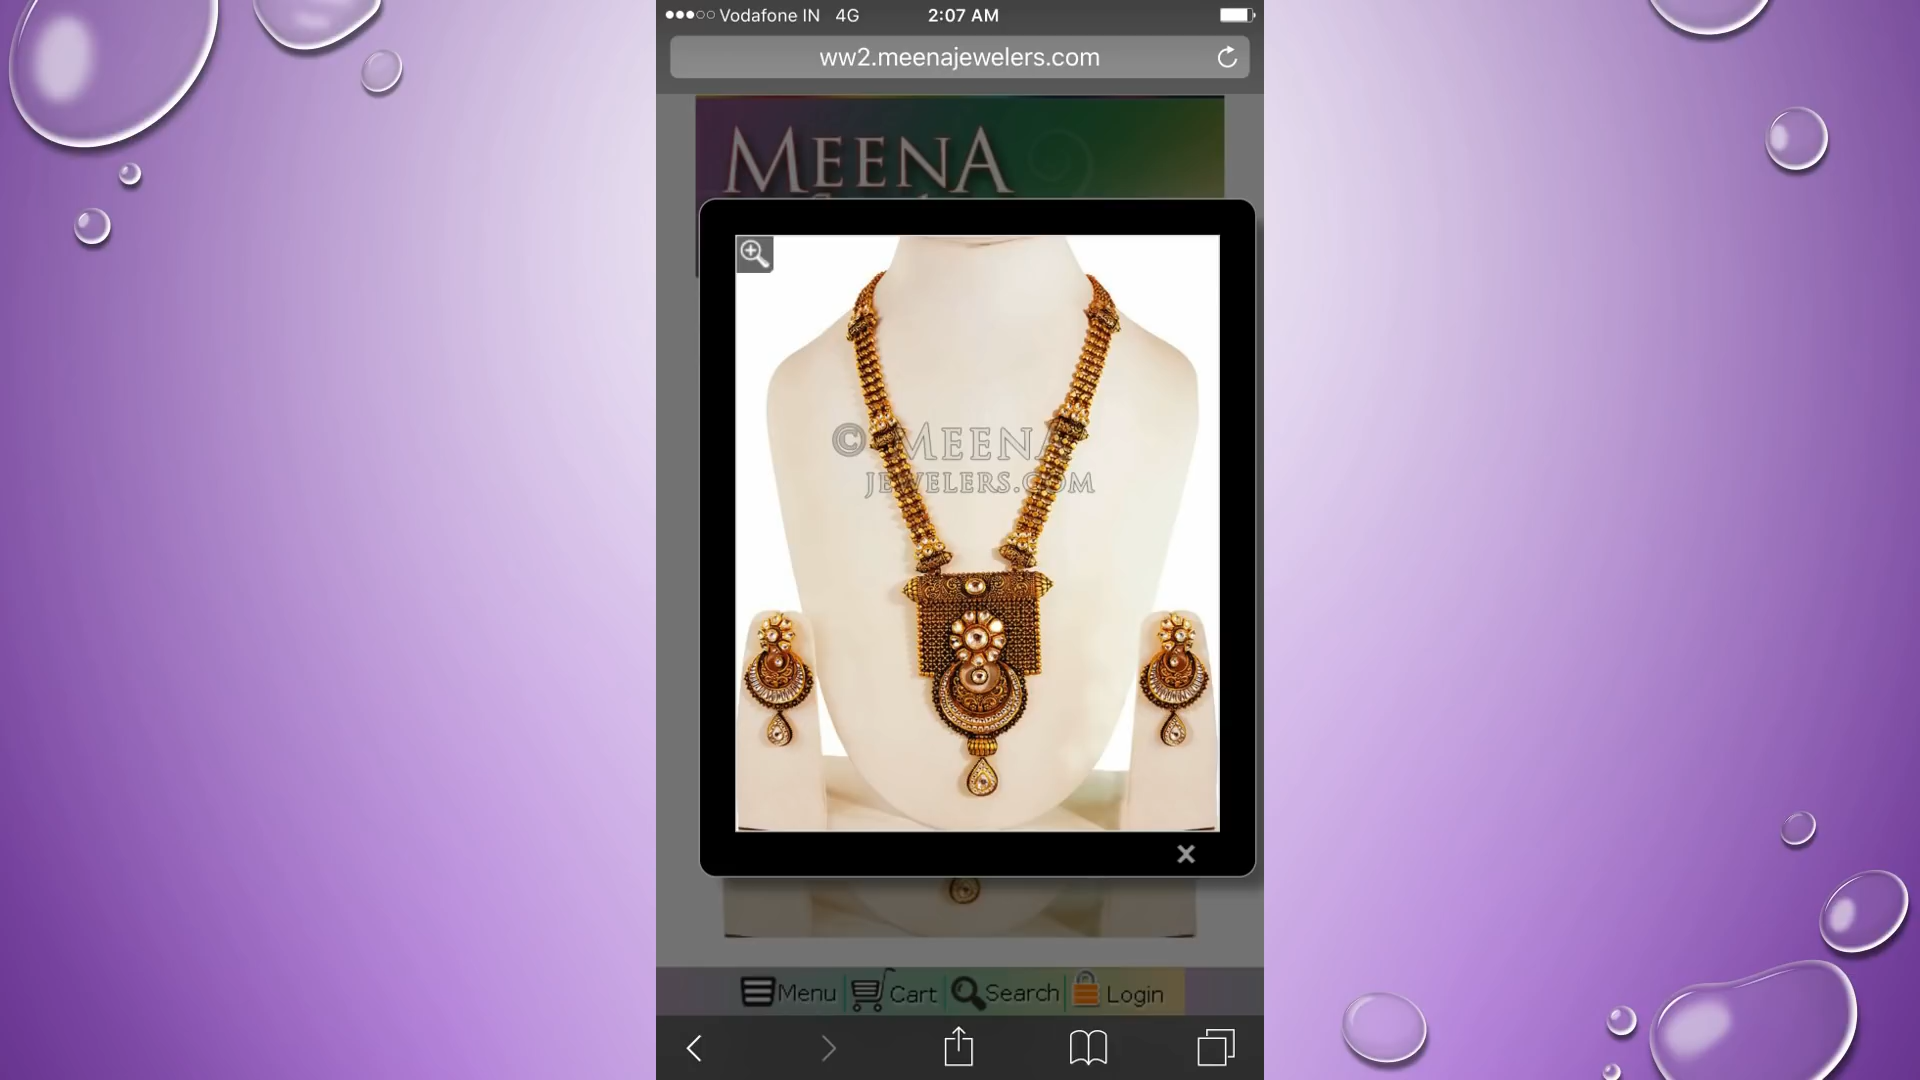 Vodafone IN 4G 2:07 AM
ww2.meenajewelers.com
MEENA
© MEENA
JEWELERS.COM
Menu Cart Search Login